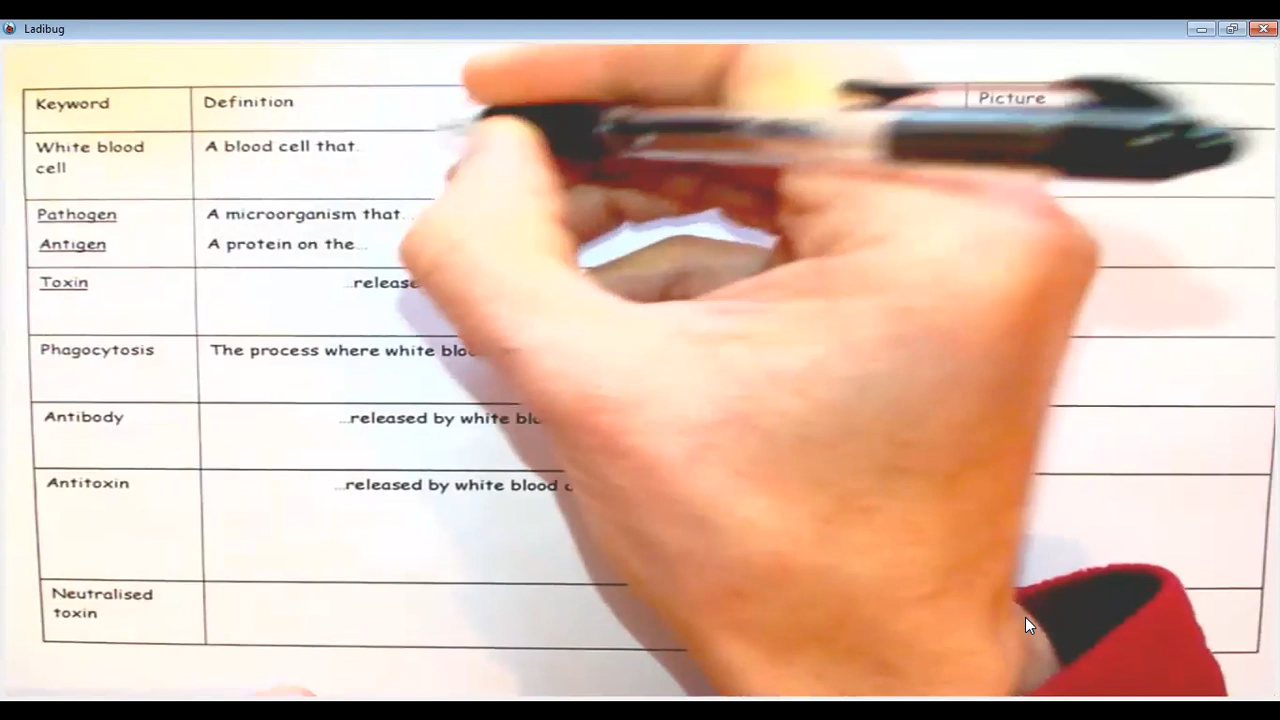 Ladibug
Keyword
Definition
Picture
White blood
cell
A blood cell that
Pathogen
A microorganism that...
Antigen
A protein on the...
Toxin
...release
Phagocytosis
The process where white bloo
Antibody
...released by white blo
Antitoxin
...released by white blood c
Neutralised
toxin